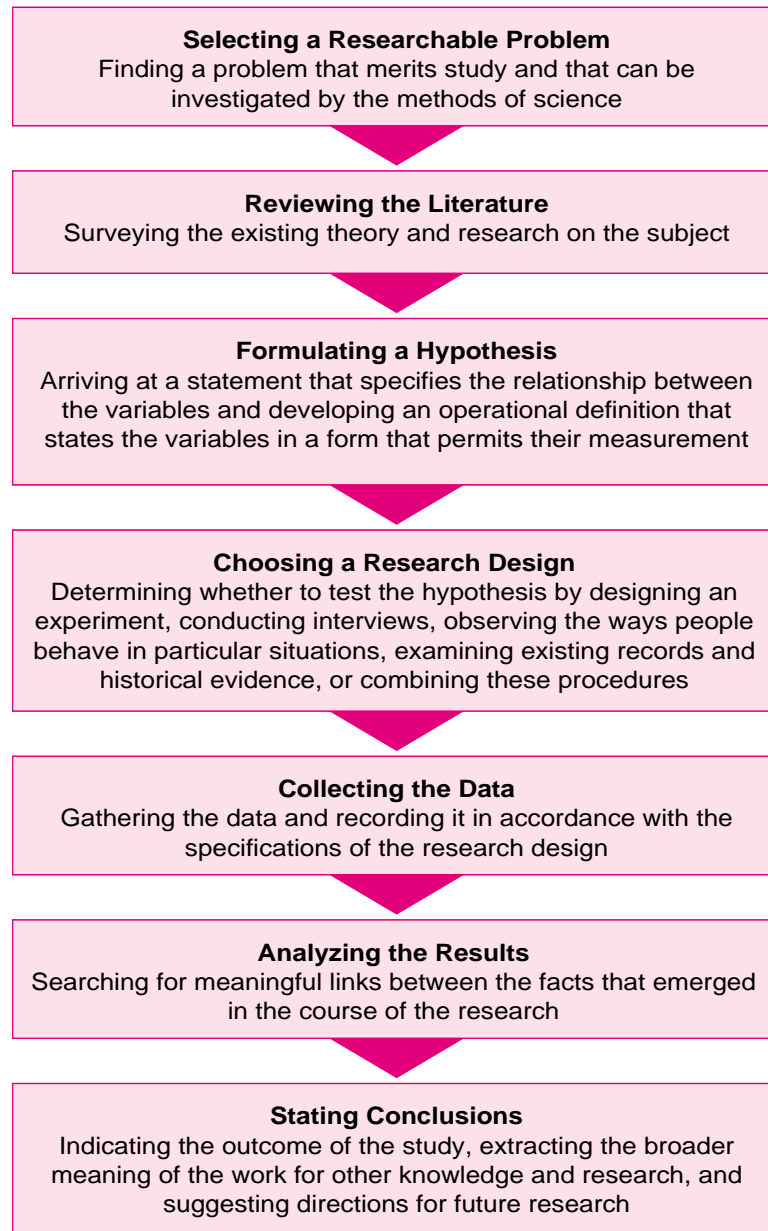 Selecting a Researchable Problem
Finding a problem that merits study and that can be
investigated by the methods of science
Reviewing the Literature
Surveying the existing theory and research on the subject
Formulating a Hypothesis
Arriving at a statement that specifies the relationship between
the variables and developing an operational definition that
states the variables in a form that permits their measurement
Choosing a Research Design
Determining whether to test the hypothesis by designing an
experiment, conducting interviews, observing the ways people
behave in particular situations, examining existing records and
historical evidence, or combining these procedures
Collecting the Data
Gathering the data and recording it in accordance with the
specifications of the research design
Analyzing the Results
Searching for meaningful links between the facts that emerged
in the course of the research
Stating Conclusions
Indicating the outcome of the study, extracting the broader
meaning of the work for other knowledge and research, and
suggesting directions for future research